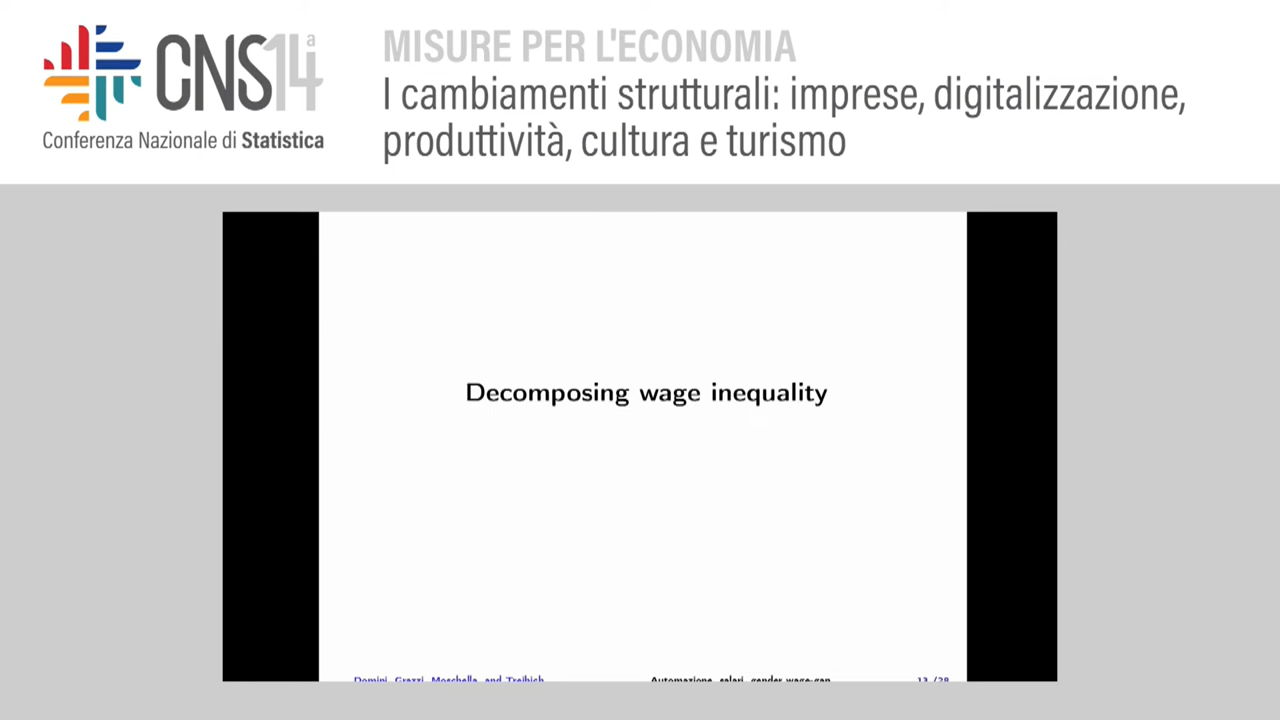 CNS14a
Conferenza Nazionale di Statistica
MISURE PER L'ECONOMIA
I cambiamenti strutturali: imprese, digitalizzazione,
produttività, cultura e turismo
Decomposing wage inequality
Domini, Grazzi, Moschella, and Treibich
Automazione, salari, gender wage-gap
13 / 28